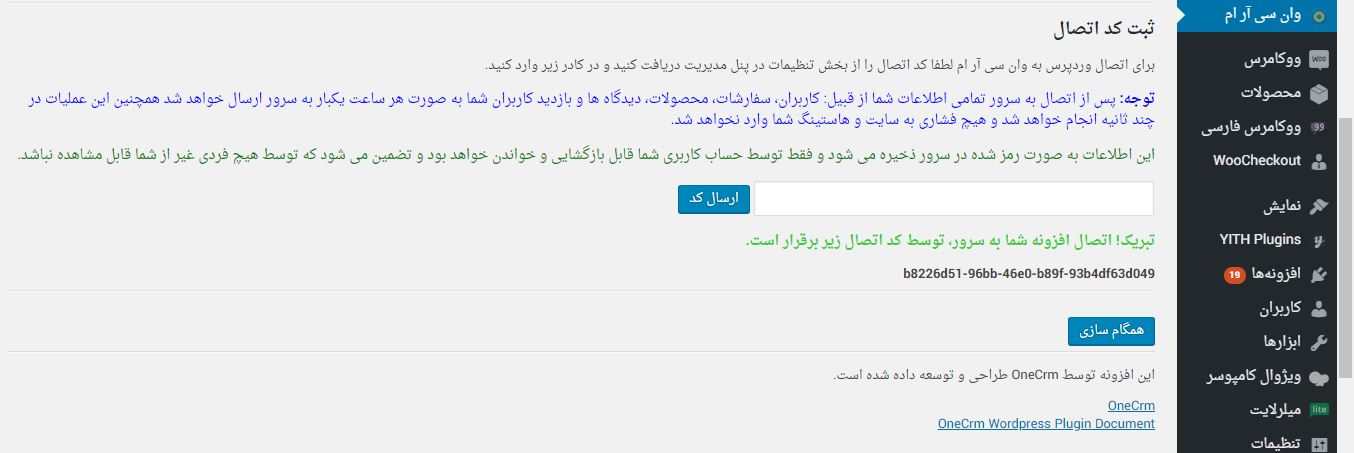 وان سی آر ام
ووکامرس
محصولات
ووکامرس فارسی
WooCheckout
نمایش
YITH Plugins
افزونه‌ها 19
کاربران
ابزارها
ویژوال کامپوسر
میلرلایت
تنظیمات
ثبت کد اتصال
برای اتصال وردپرس به وان سی آر ام لطفا کد اتصال را از بخش تنظیمات در پنل مدیریت دریافت کنید و در کادر زیر وارد کنید.
توجه: پس از اتصال به سرور تمامی اطلاعات شما از قبیل: کاربران، سفارشات، محصولات، دیدگاه ها و بازدید کاربران شما به صورت هر ساعت یکبار به سرور ارسال خواهد شد همچنین این عملیات در
چند ثانیه انجام خواهد شد و هیچ فشاری به سایت و هاستینگ شما وارد نخواهد شد.
این اطلاعات به صورت رمز شده در سرور ذخیره می شود و فقط توسط حساب کاربری شما قابل بازگشایی و خواندن خواهد بود و تضمین می شود که توسط هیچ فردی غیر از شما قابل مشاهده نباشد.
ارسال کد
تبریک! اتصال افزونه شما به سرور، توسط کد اتصال زیر برقرار است.
b8226d51-96bb-46e0-b89f-93b4df63d049
همگام سازی
این افزونه توسط OneCrm طراحی و توسعه داده شده است.
OneCrm
OneCrm Wordpress Plugin Document